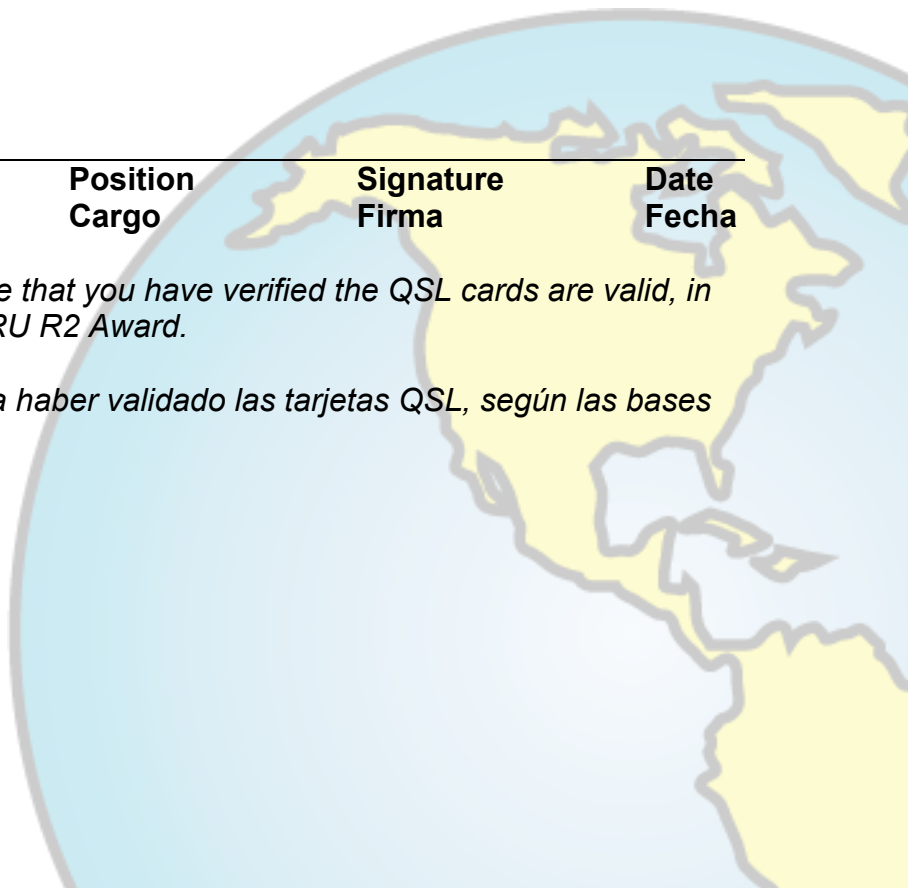 Position Signature Date
Cargo Firma Fecha
e that you have verified the QSL cards are valid, in
RU R2 Award.
a haber validado las tarjetas QSL, según las bases